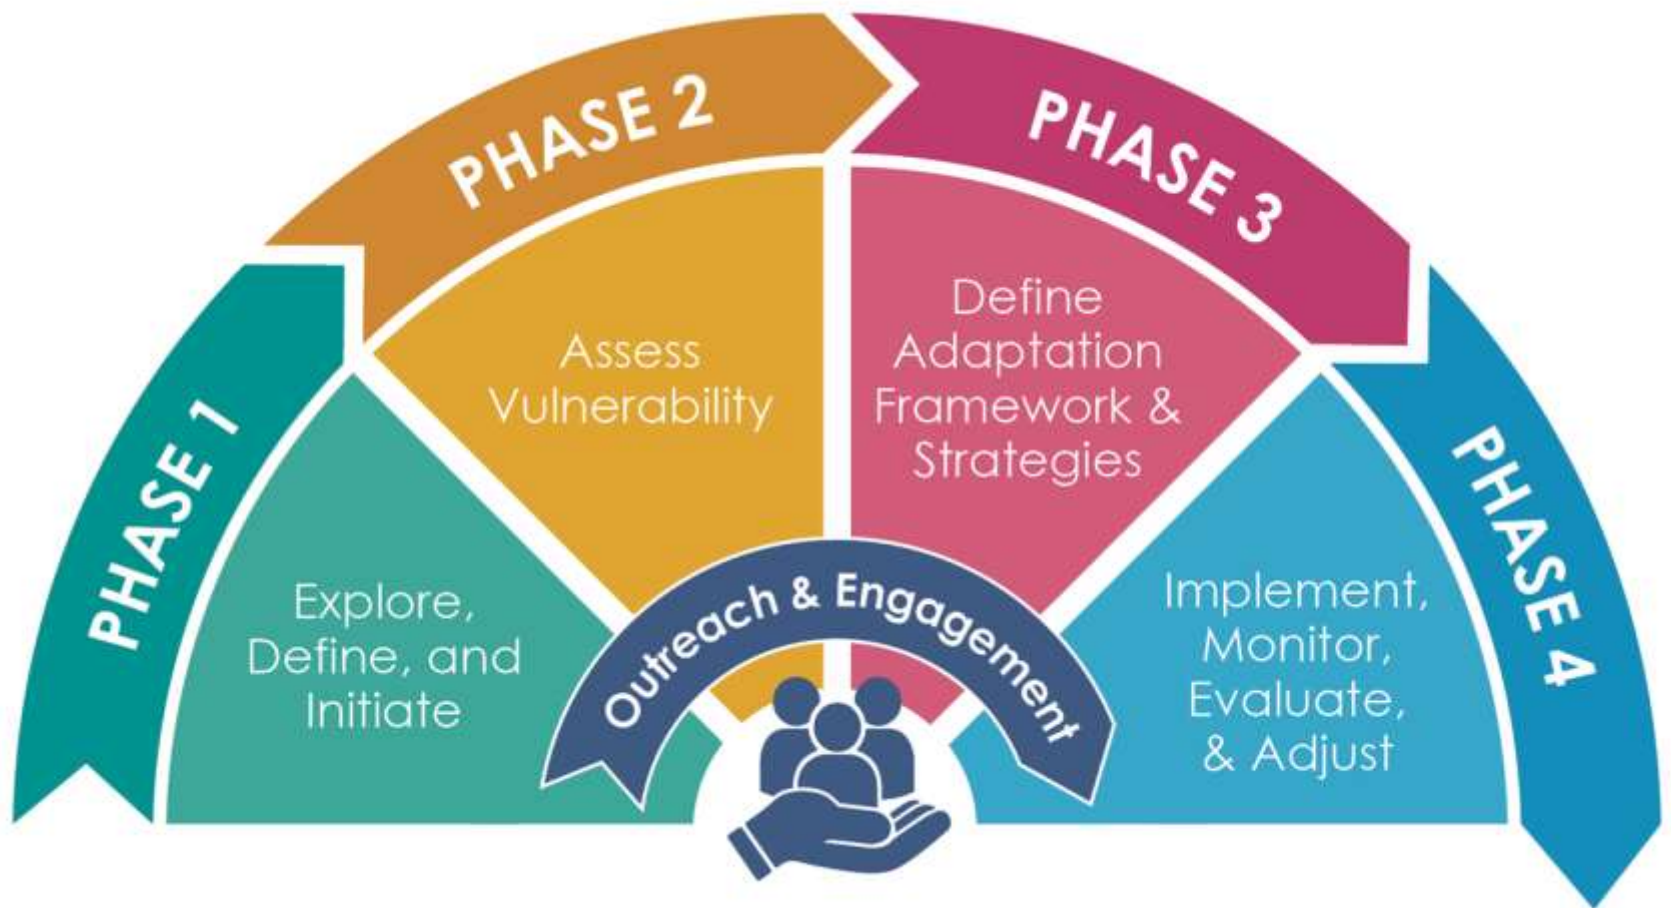 PHASE 1
Explore,
Define, and
Initiate
PHASE 2
Assess
Vulnerability
PHASE 3
Define
Adaptation
Framework &
Strategies
PHASE 4
Implement,
Monitor,
Evaluate,
& Adjust
Outreach & Engagement